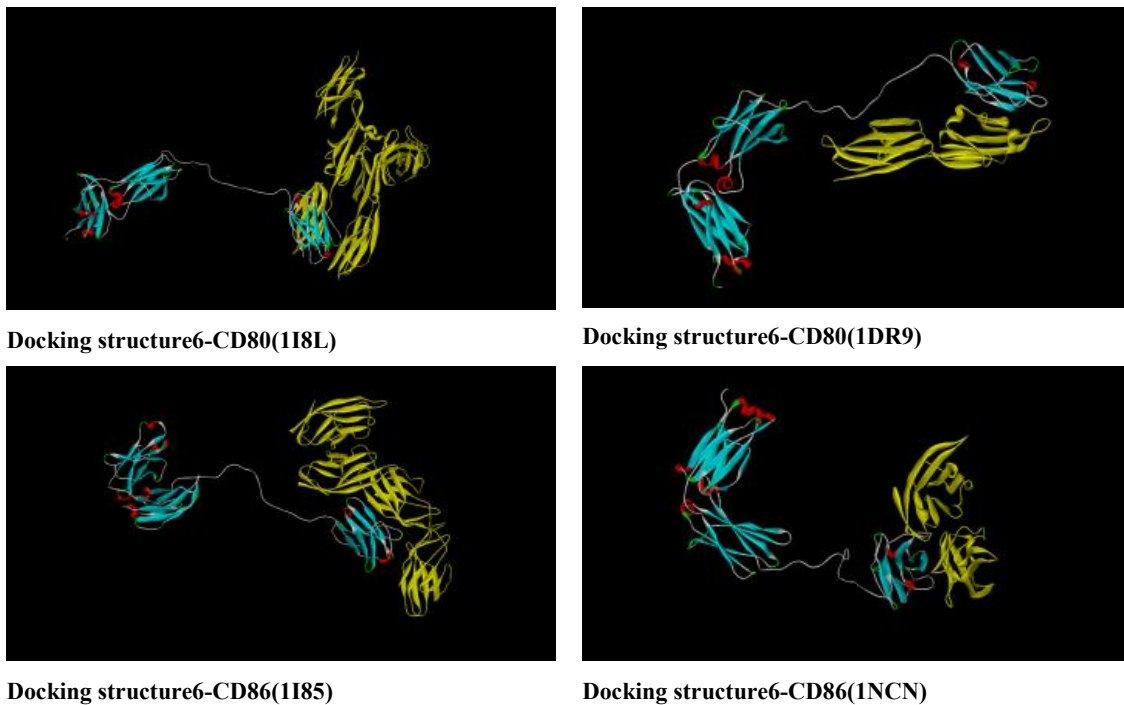 Docking structure6-CD80(1I8L)
Docking structure6-CD80(1DR9)
Docking structure6-CD86(1I85)
Docking structure6-CD86(1NCN)